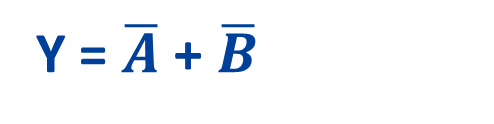 Y = A̅ + B̅